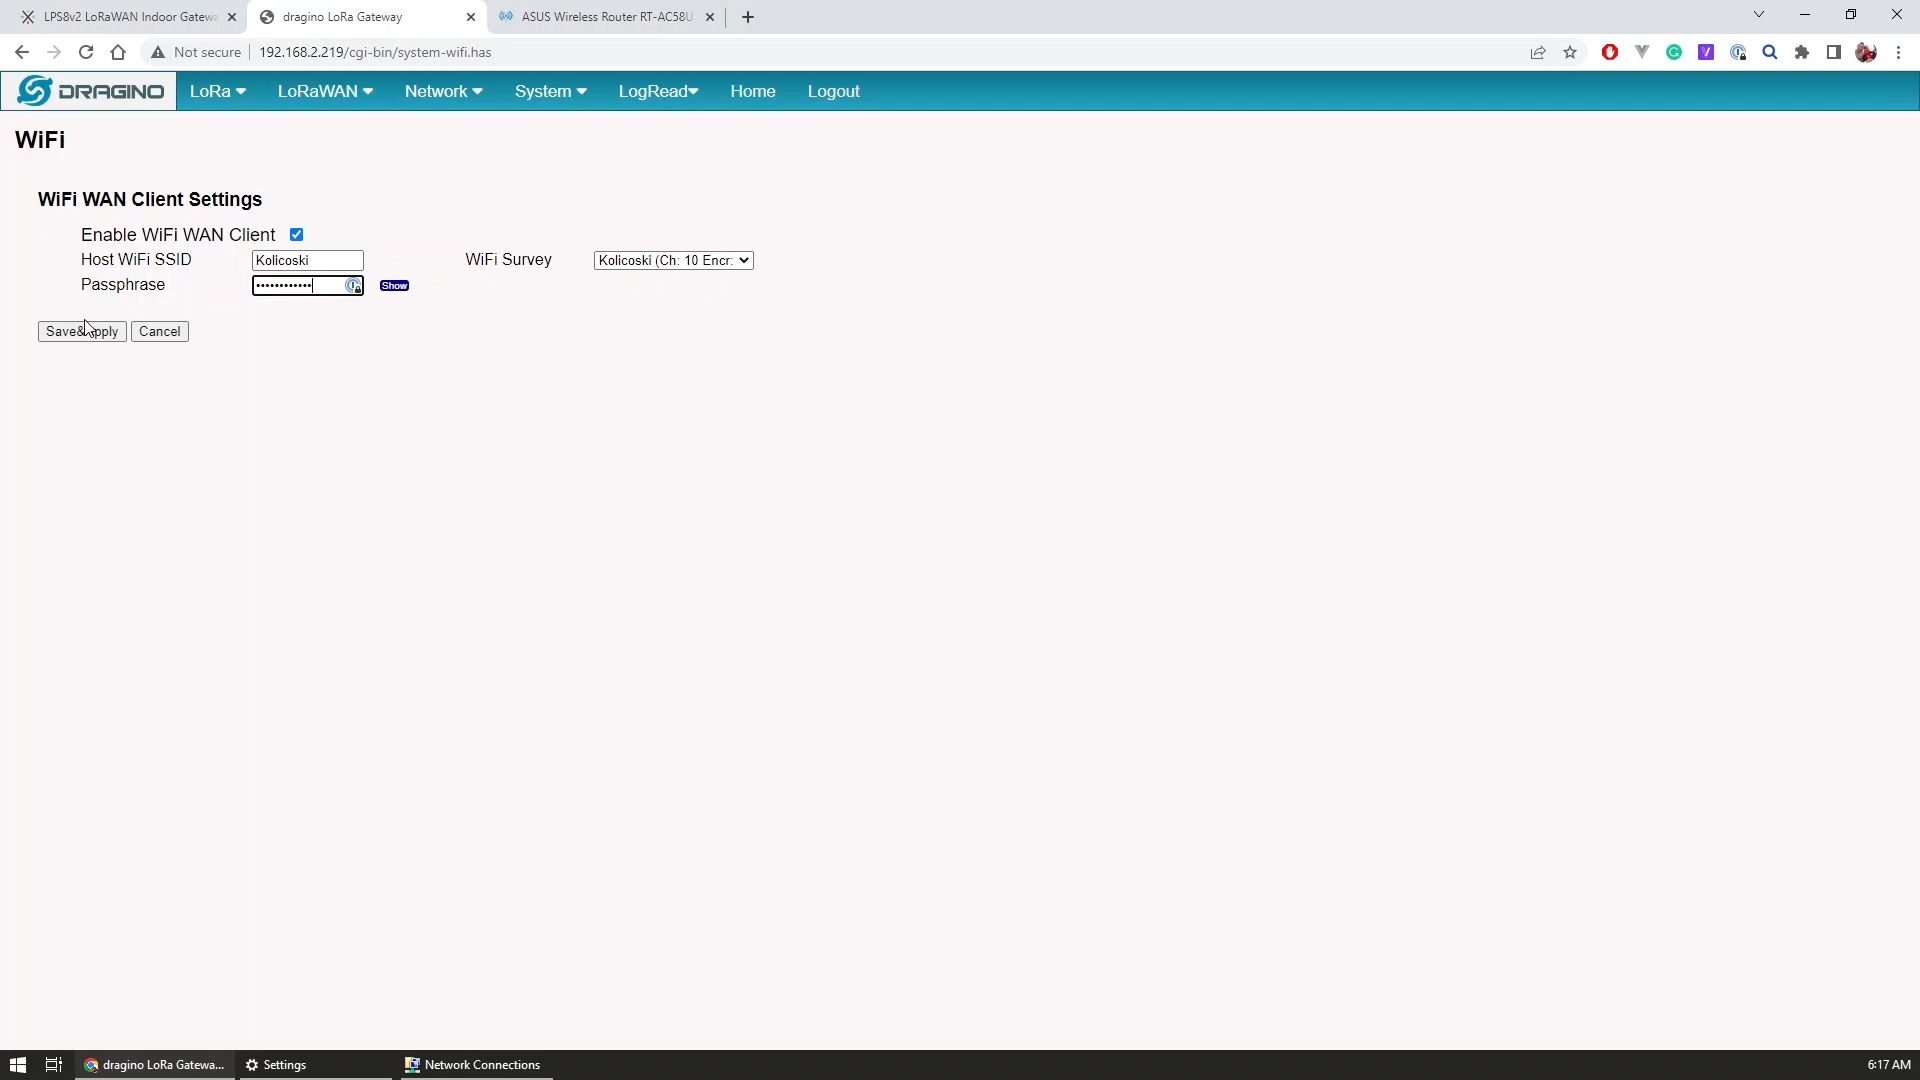 LPS8v2 LoRaWAN Indoor Gatewa
dragino LoRa Gateway
ASUS Wireless Router RT-AC58U
Not secure
192.168.2.219/cgi-bin/system-wifi.has
DRAGINO
LoRa
LoRaWAN
Network
System
LogRead
Home
Logout
WiFi
WiFi WAN Client Settings
Enable WiFi WAN Client
Host WiFi SSID
Kolicoski
WiFi Survey
Kolicoski (Ch: 10 Encr:
Passphrase
••••••••••••
Show
Save&Apply
Cancel
dragino LoRa Gatewa...
Settings
Network Connections
6:17 AM